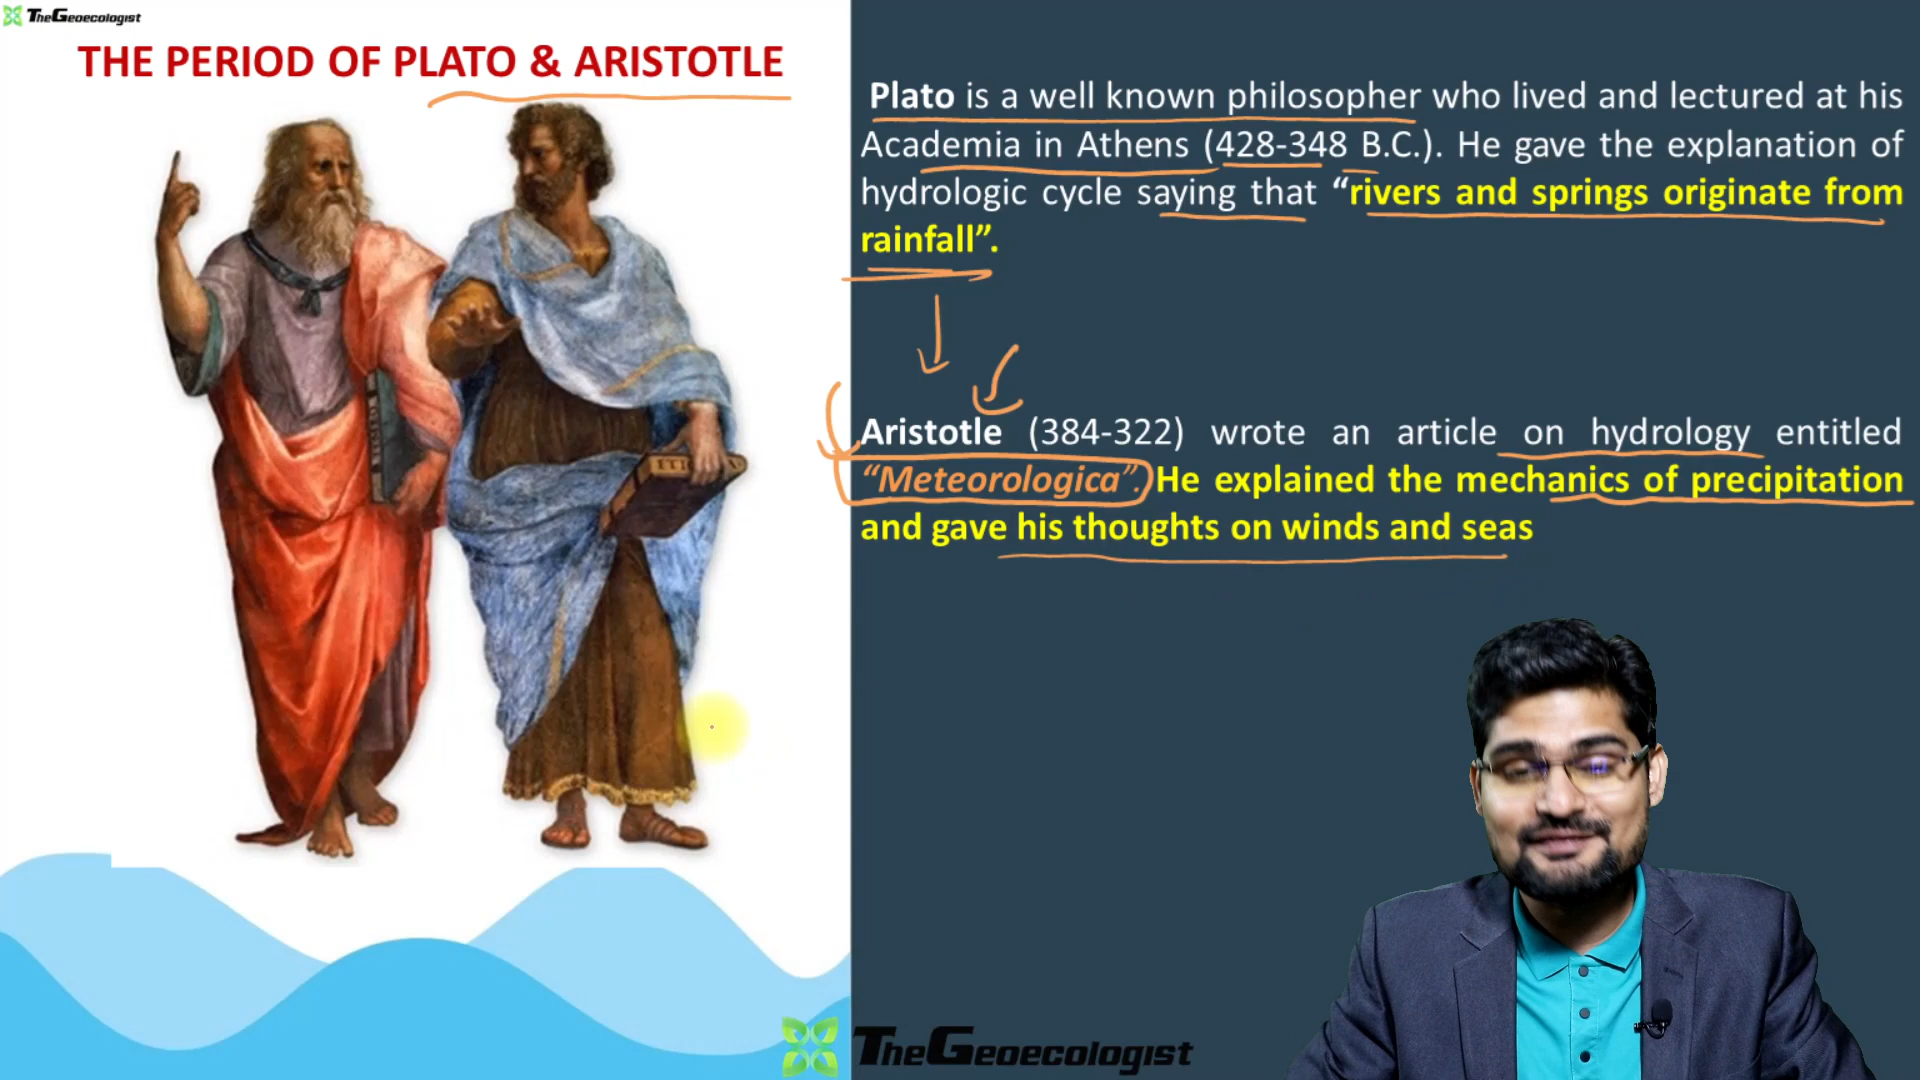 TheGeoecologist
THE PERIOD OF PLATO & ARISTOTLE
Plato is a well known philosopher who lived and lectured at his
Academia in Athens (428-348 B.C.). He gave the explanation of
hydrologic cycle saying that “rivers and springs originate from
rainfall”.
Aristotle (384-322) wrote an article on hydrology entitled
“Meteorologica”. He explained the mechanics of precipitation
and gave his thoughts on winds and seas
TheGeoecologist